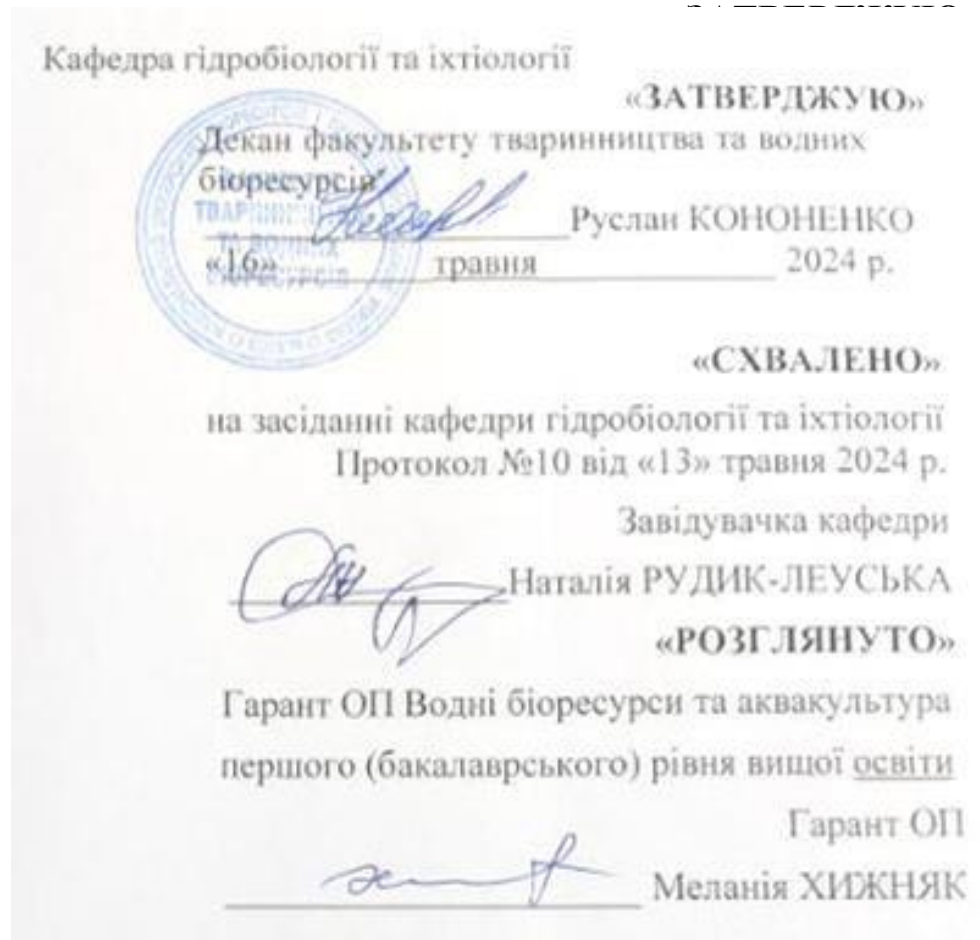 Кафедра гідробіології та іхтіології
«ЗАТВЕРДЖУЮ»
Декан факультету тваринництва та водних
біоресурсів
Руслан КОНОНЕНКО
«16» травня 2024 р.
«СХВАЛЕНО»
на засіданні кафедри гідробіології та іхтіології
Протокол №10 від «13» травня 2024 р.
Завідувачка кафедри
Наталія РУДИК-ЛЕУСЬКА
«РОЗГЛЯНУТО»
Гарант ОП Водні біоресурси та аквакультура
першого (бакалаврського) рівня вищої освіти
Гарант ОП
Меланія ХИЖНЯК